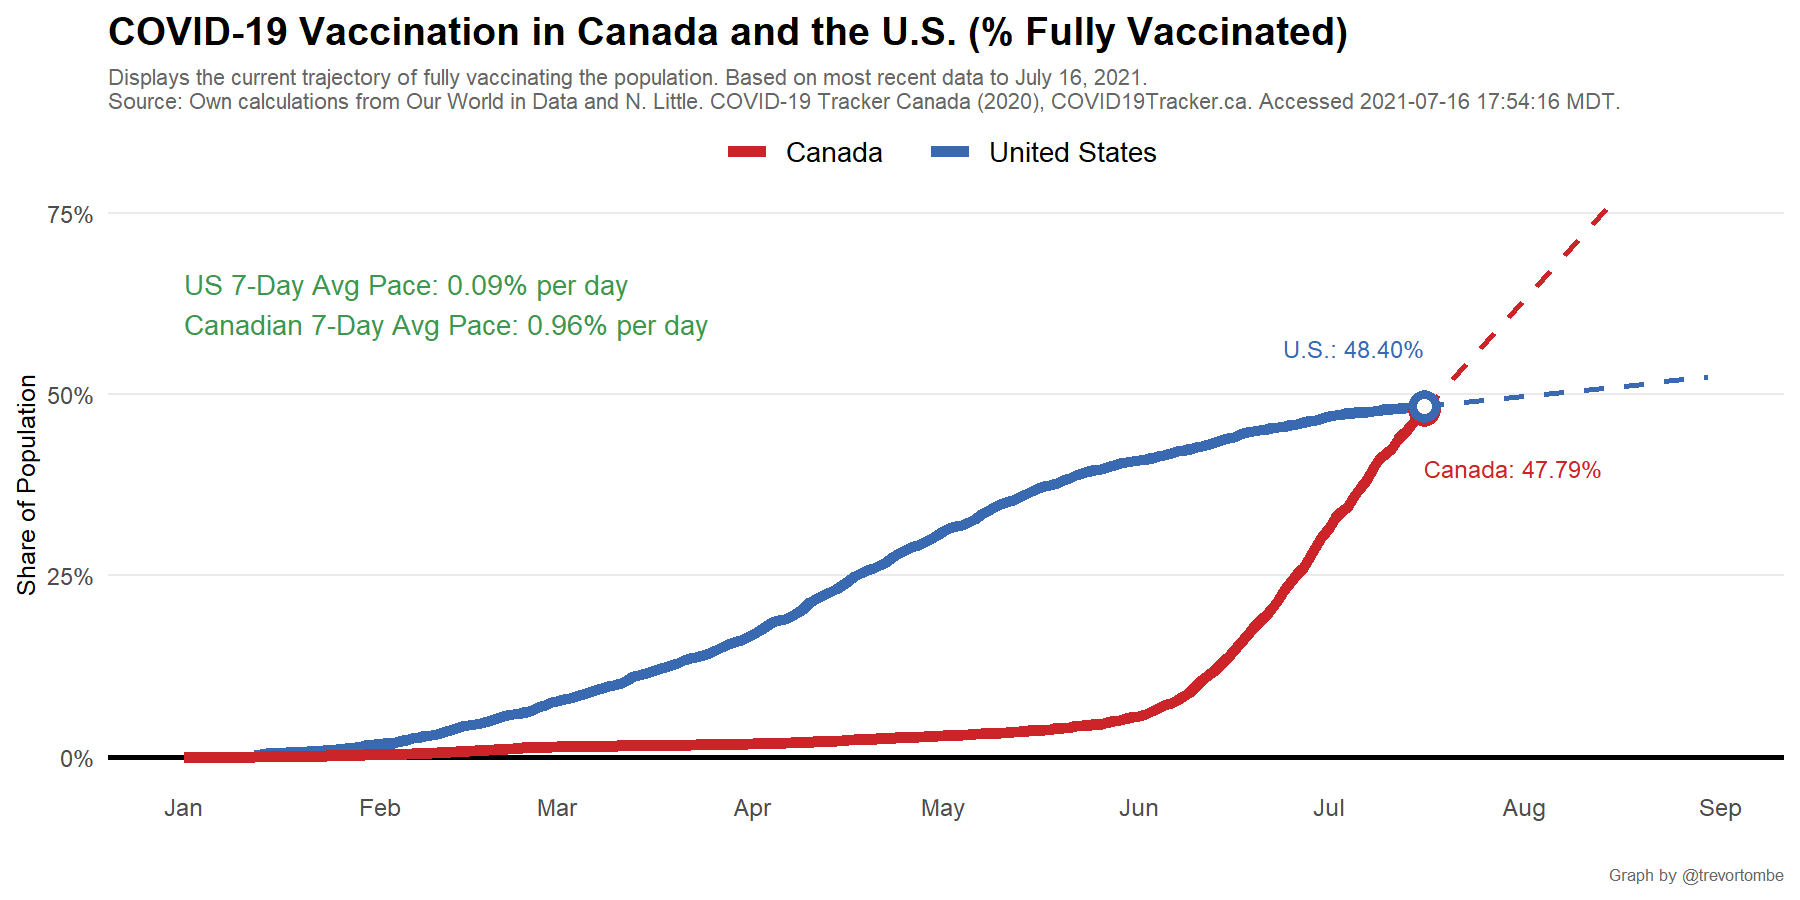 COVID-19 Vaccination in Canada and the U.S. (% Fully Vaccinated)
Displays the current trajectory of fully vaccinating the population. Based on most recent data to July 16, 2021.
Source: Own calculations from Our World in Data and N. Little. COVID-19 Tracker Canada (2020), COVID19Tracker.ca. Accessed 2021-07-16 17:54:16 MDT.
Canada
United States
75%
US 7-Day Avg Pace: 0.09% per day
Canadian 7-Day Avg Pace: 0.96% per day
U.S.: 48.40%
50%
Canada: 47.79%
Share of Population
25%
0%
Jan
Feb
Mar
Apr
May
Jun
Jul
Aug
Sep
Graph by @trevortombe